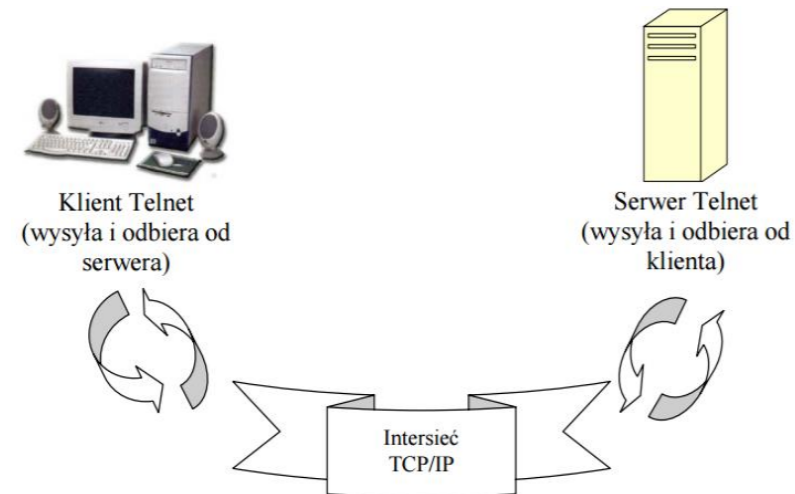 Klient Telnet
(wysyła i odbiera od
serwera)
Serwer Telnet
(wysyła i odbiera od
klienta)
Intersieć
TCP/IP